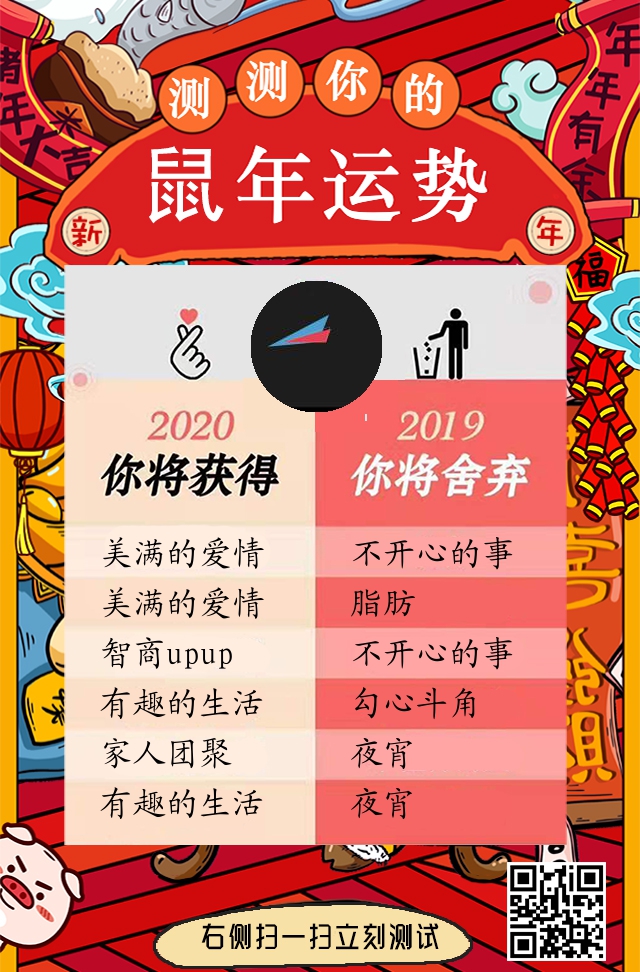 猪年大吉
年年有余
测测你的
鼠年运势
新年
福
2020
你将获得
2019
你将舍弃
美满的爱情
不开心的事
美满的爱情
脂肪
智商upup
不开心的事
有趣的生活
勾心斗角
家人团聚
夜宵
有趣的生活
夜宵
右侧扫一扫立刻测试